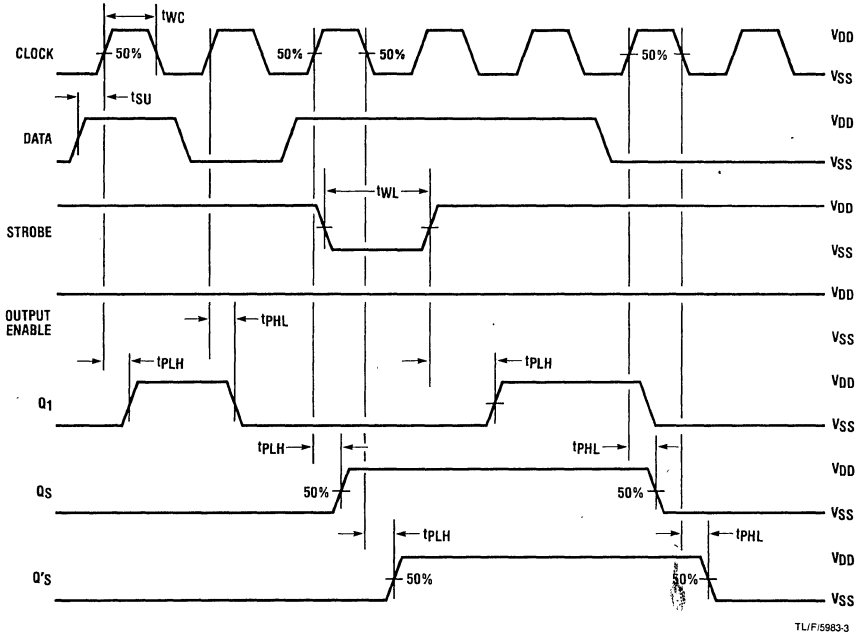 tWC
CLOCK
50%
50%
50%
50%
VDD
VSS
tSU
DATA
VDD
VSS
tWL
STROBE
VDD
VSS
OUTPUT
ENABLE
VDD
VSS
tPHL
tPLH
tPLH
Q1
VDD
VSS
tPLH
tPHL
QS
50%
50%
VDD
VSS
tPLH
tPHL
Q'S
50%
50%
VDD
VSS
TL/F/5983-3